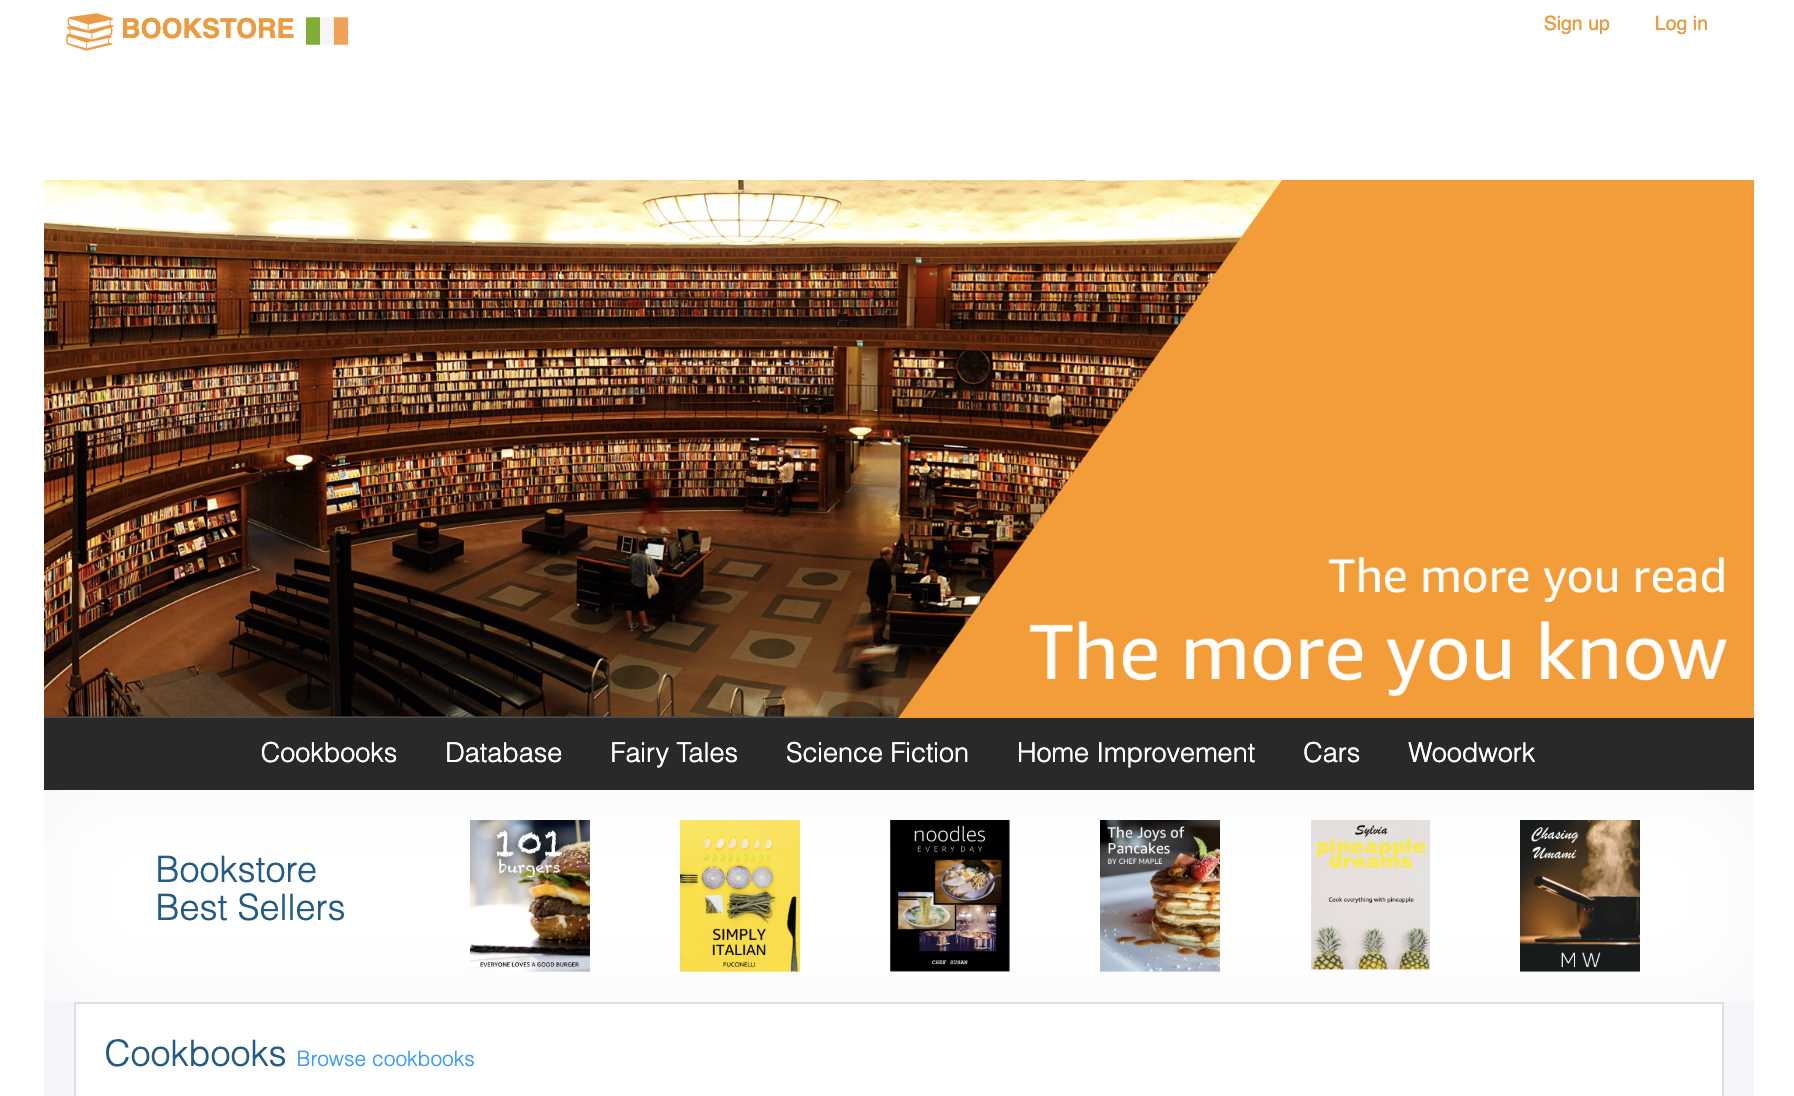 BOOKSTORE
Sign up
Log in
The more you read
The more you know
Cookbooks
Database
Fairy Tales
Science Fiction
Home Improvement
Cars
Woodwork
Bookstore
Best Sellers
101
burgers
EVERYONE LOVES A GOOD BURGER
SIMPLY
ITALIAN
PUCONELLI
noodles
EVERY DAY
CHEF SUSAN
The Joys of
Pancakes
BY CHEF MAPLE
Sylvia
pineapple
dreams
Cook everything with pineapple
Chasing
Umami
M W
Cookbooks Browse cookbooks